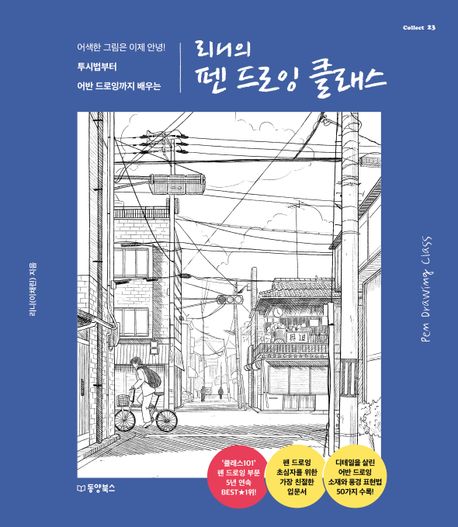 Collect 23
어색한 그림은 이제 안녕!
투시법부터
어반 드로잉까지 배우는
리니의
펜 드로잉 클래스
리니(이채린) 지음
Pen Drawing Class
'클래스101'
펜 드로잉 부문
5년 연속
BEST★1위!
펜 드로잉
초심자를 위한
가장 친절한
입문서
디테일을 살린
어반 드로잉
소재와 풍경 표현법
50가지 수록!
동양북스